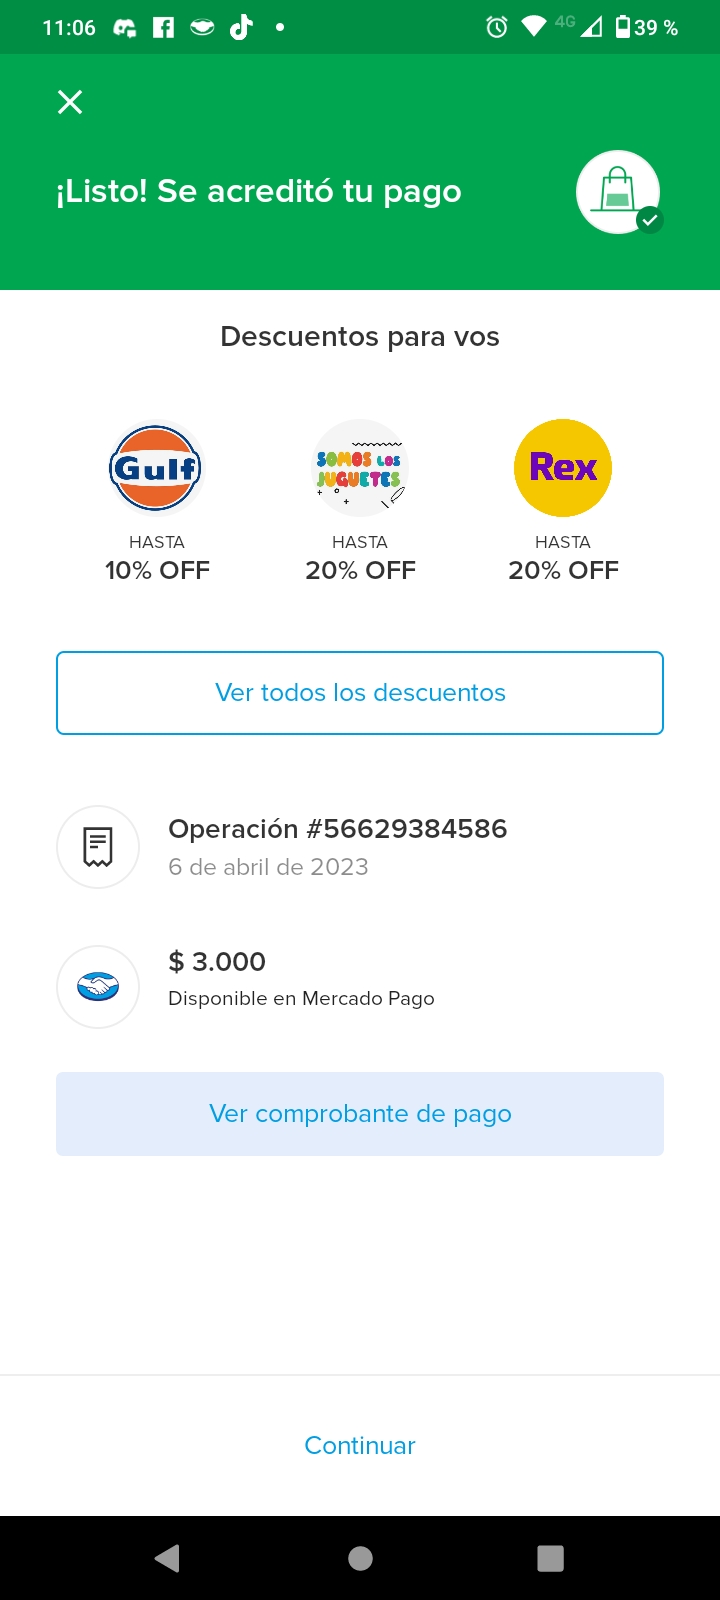 11:06
4G
39 %
¡Listo! Se acreditó tu pago
Descuentos para vos
Gulf
SOMOS LOS
JUGUETES
Rex
HASTA
10% OFF
HASTA
20% OFF
HASTA
20% OFF
Ver todos los descuentos
Operación #56629384586
6 de abril de 2023
$ 3.000
Disponible en Mercado Pago
Ver comprobante de pago
Continuar